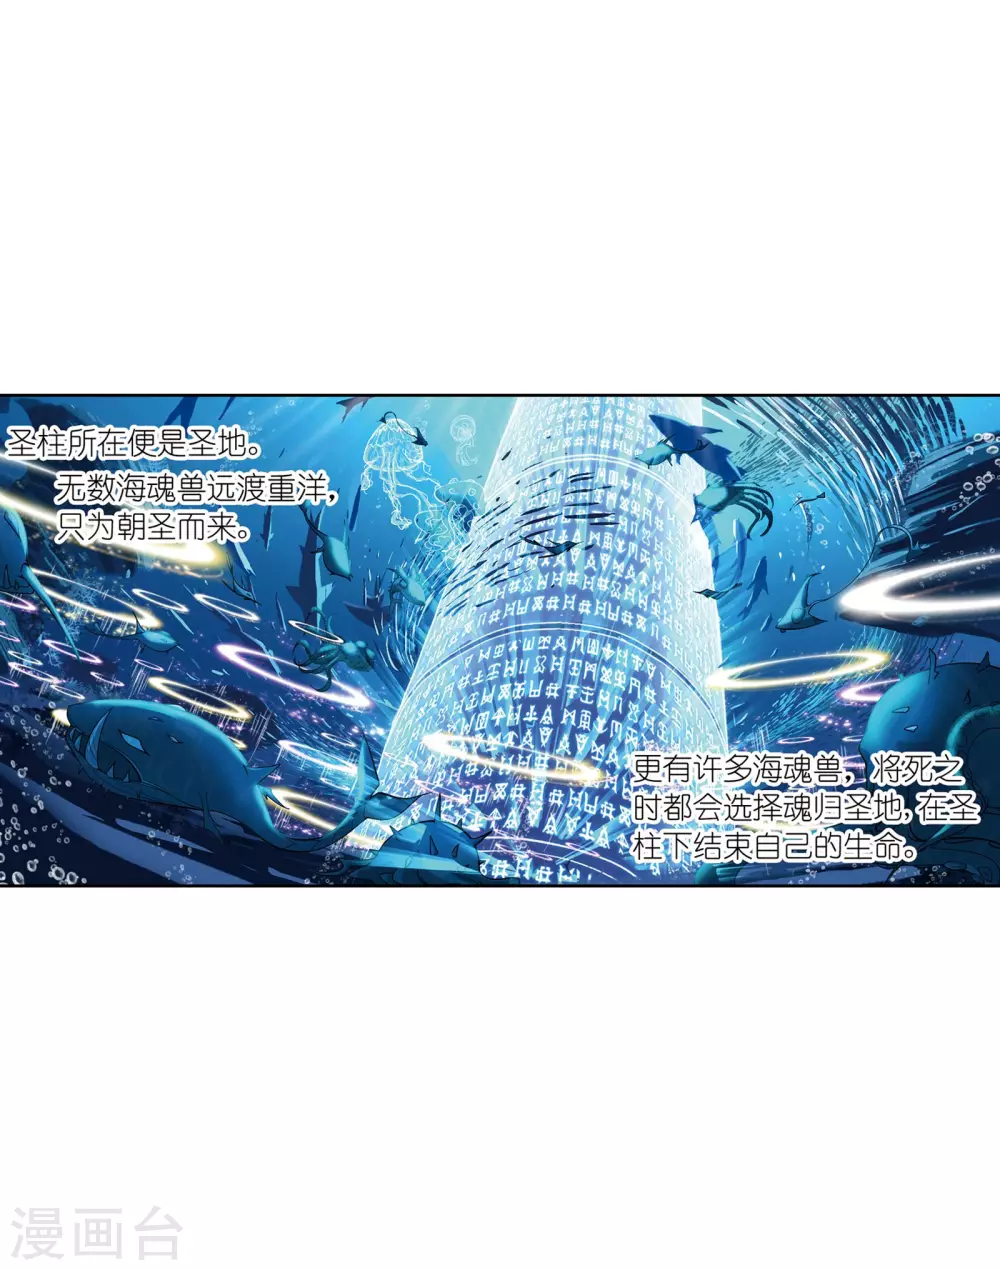 圣柱所在便是圣地。
无数海魂兽远渡重洋，
只为朝圣而来。
更有许多海魂兽，将死之
时都会选择魂归圣地，在圣
柱下结束自己的生命。
漫画台